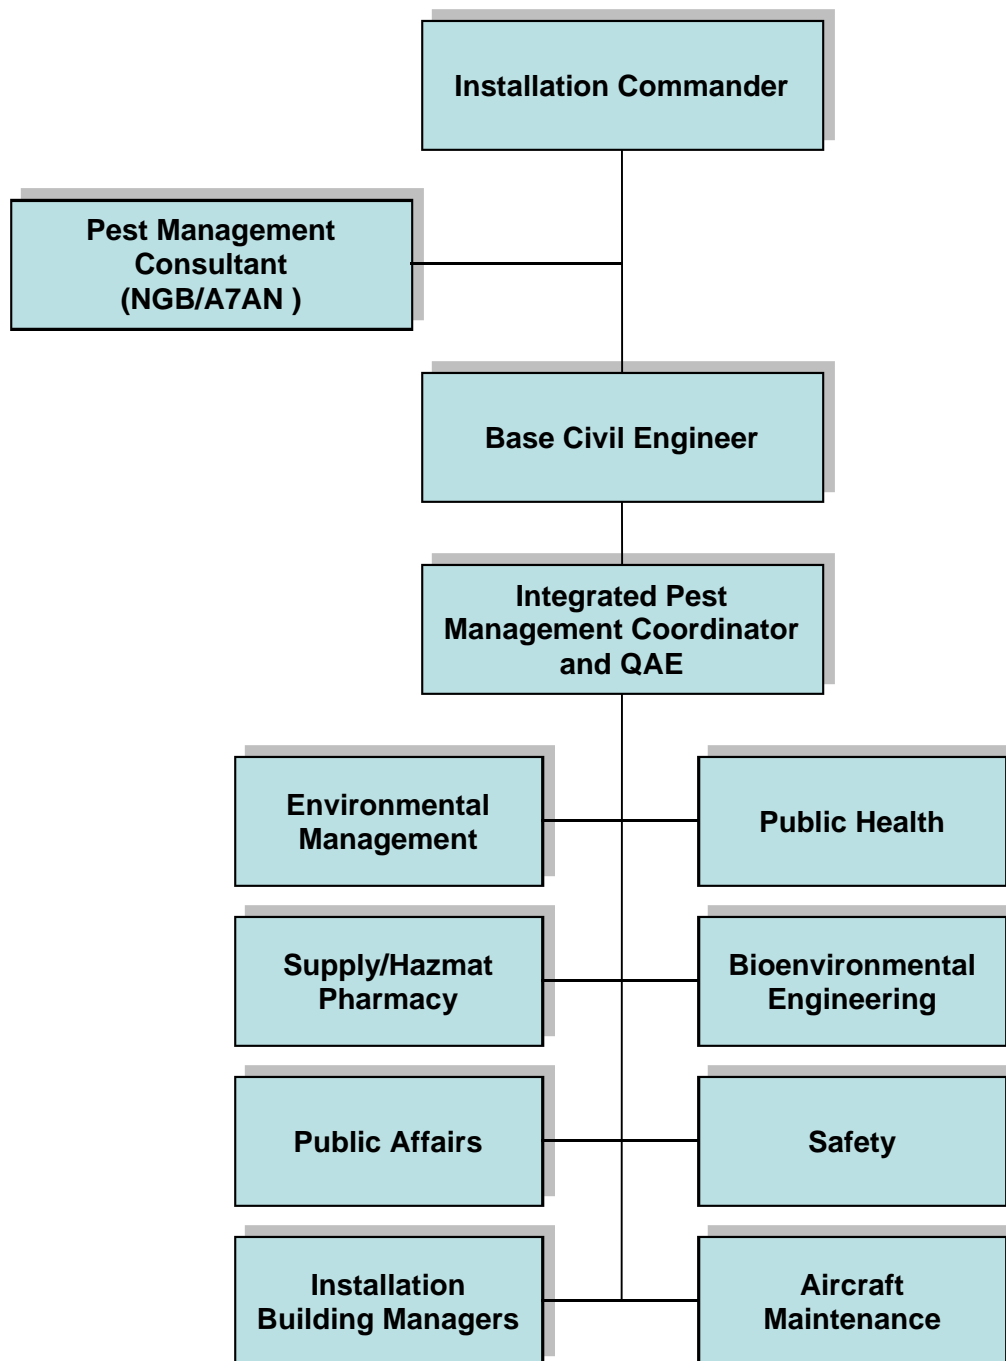 Installation Commander
Pest Management
Consultant
(NGB/A7AN )
Base Civil Engineer
Integrated Pest
Management Coordinator
and QAE
Environmental
Management
Public Health
Supply/Hazmat
Pharmacy
Bioenvironmental
Engineering
Public Affairs
Safety
Installation
Building Managers
Aircraft
Maintenance